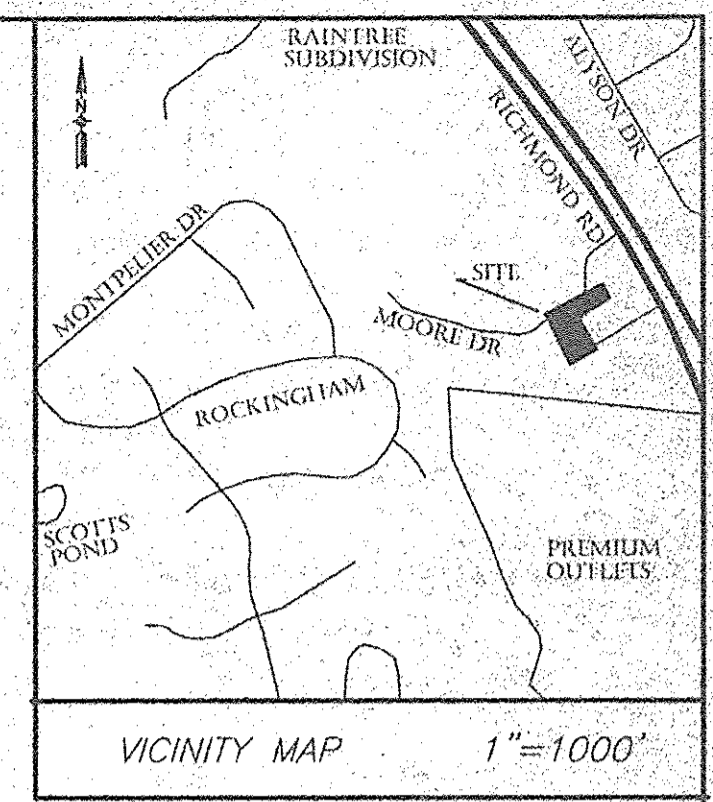 RAINTREE
SUBDIVISION
ALYSON DR
RICHMOND RD
N
MONTPELIER DR
SITE
MOORE DR
ROCKINGHAM
SCOTTS
POND
PREMIUM
OUTLETS
VICINITY MAP 1"=1000'